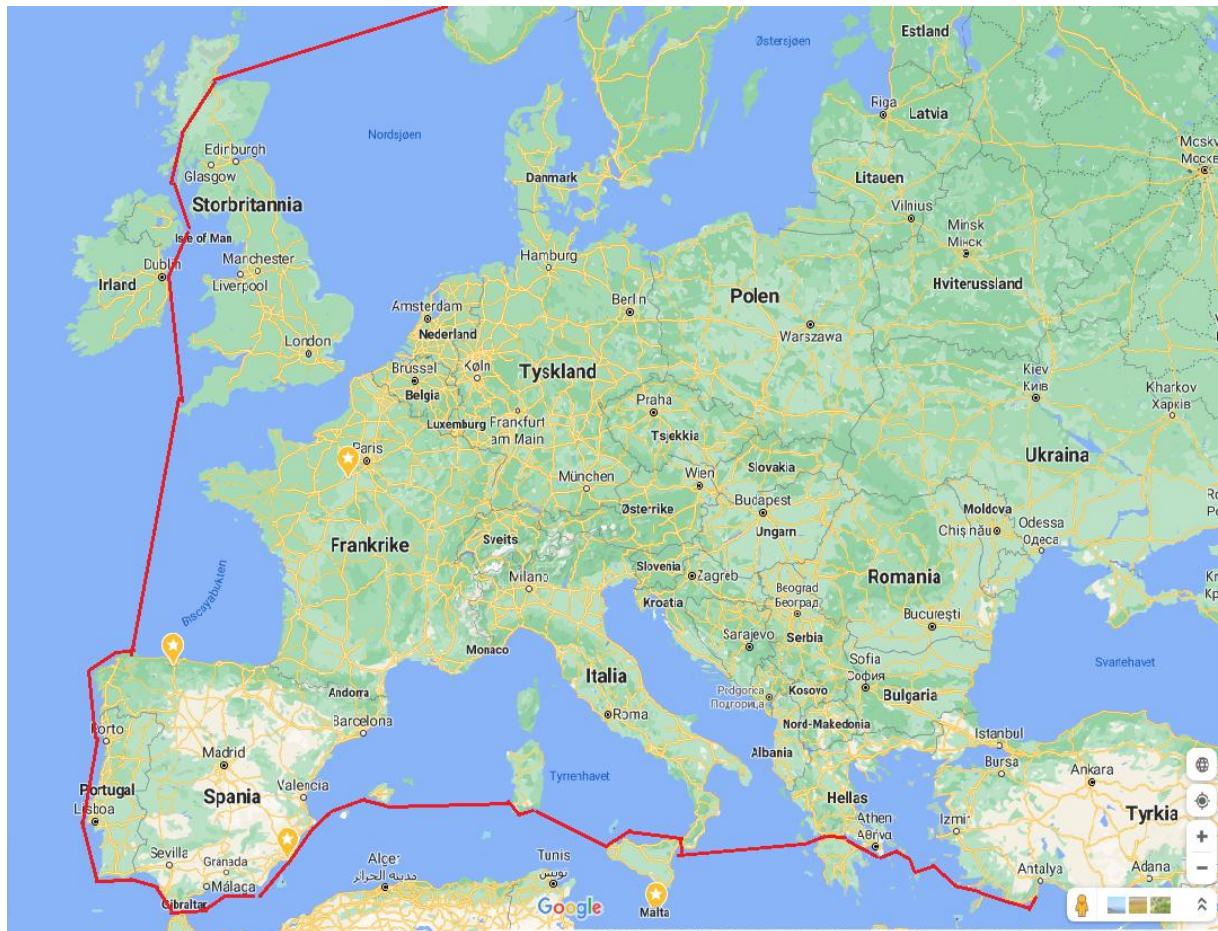 Estland
Østersjøen
Riga
Latvia
Nordsjøen
Edinburgh
Glasgow
Danmark
Litauen
Vilnius
Storbritannia
Minsk
Мінск
Isle of Man
Manchester
Dublin
Liverpool
Irland
Hamburg
Hviterussland
Amsterdam
Berlin
Polen
Nederland
Warszawa
London
Brussel
Köln
Tyskland
Kiev
Київ
Kharkov
Харків
Belgia
Praha
Luxemburg
Frankfurt
am Main
Tsjekkia
Paris
Ukraina
München
Wien
Slovakia
Budapest
Østerrike
Ungarn
Moldova
Chișinău
Odessa
Одеса
Frankrike
Sveits
Slovenia
Zagreb
Milano
Romania
Kroatia
Beograd
Београд
București
Biscayabukten
Monaco
Sarajevo
Serbia
Sofia
София
Svartehavet
Italia
Andorra
Podgorica
Подгорица
Kosovo
Bulgaria
Roma
Nord-Makedonia
Barcelona
Porto
Istanbul
Albania
Bursa
Madrid
Ankara
Tyrrenhavet
Portugal
Spania
Valencia
Hellas
Lisboa
Athen
Αθήνα
Izmir
Tyrkia
Sevilla
Granada
Alger
مدينة الجزائر
Tunis
تونس
Antalya
Adana
Málaga
Gibraltar
Google
Malta